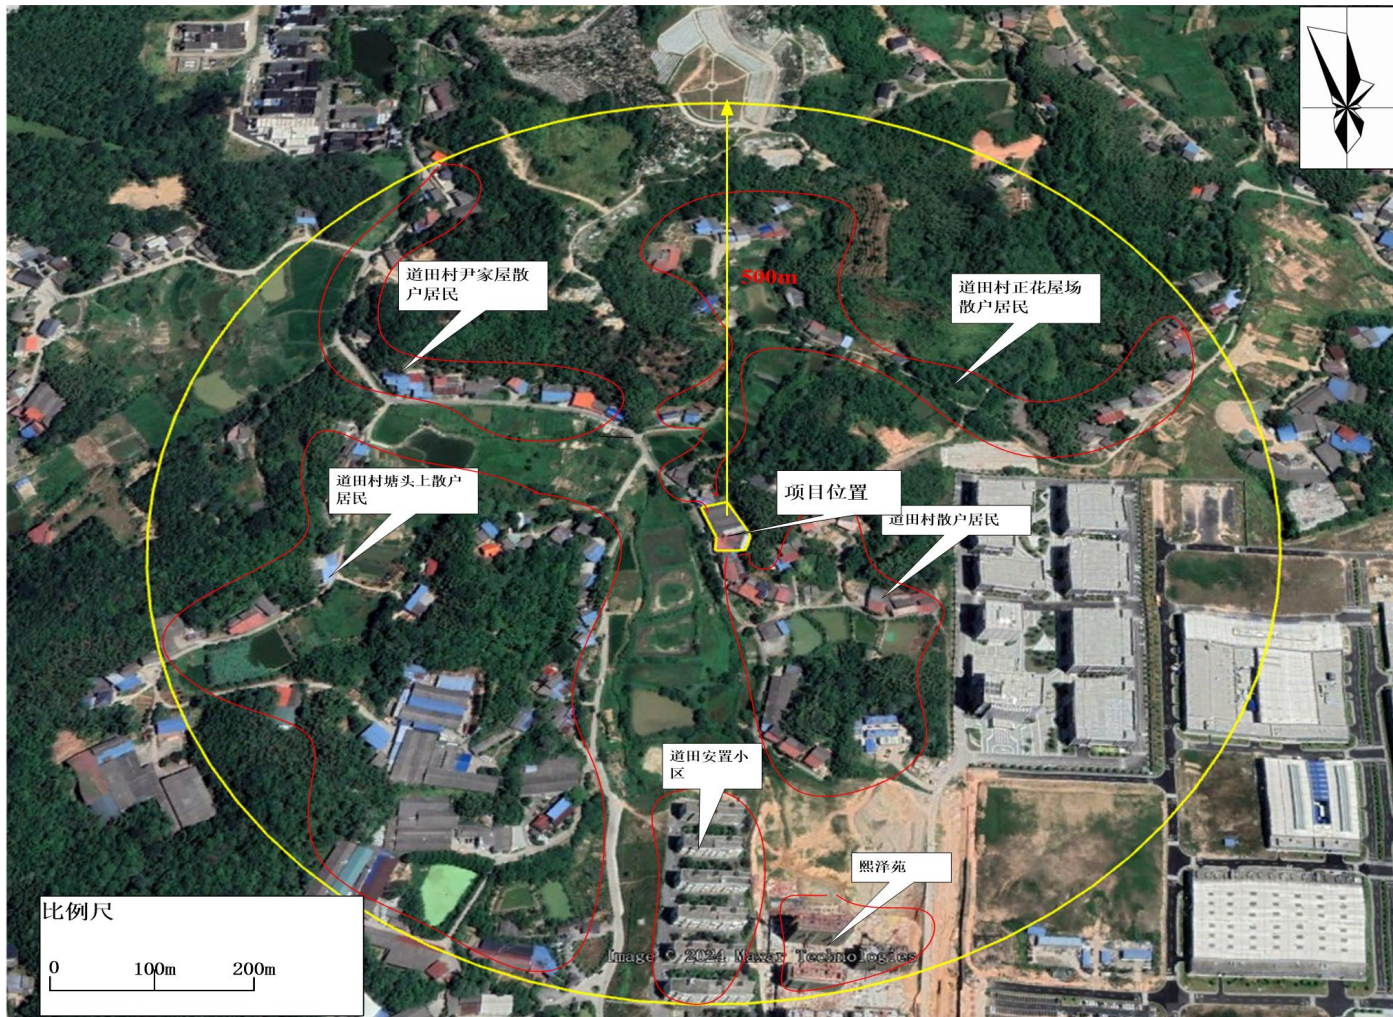 道田村尹家屋散
户居民
500m
道田村正花屋场
散户居民
道田村塘头上散户
居民
项目位置
道田村散户居民
道田安置小
区
熙泽苑
比例尺
0 100m 200m
Image © 2024 Maxar Technologies